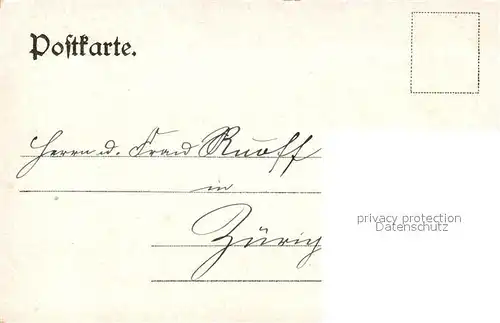 Postkarte.
Herrn u. Frau Ruoff
in
Zürich
privacy protection
Datenschutz